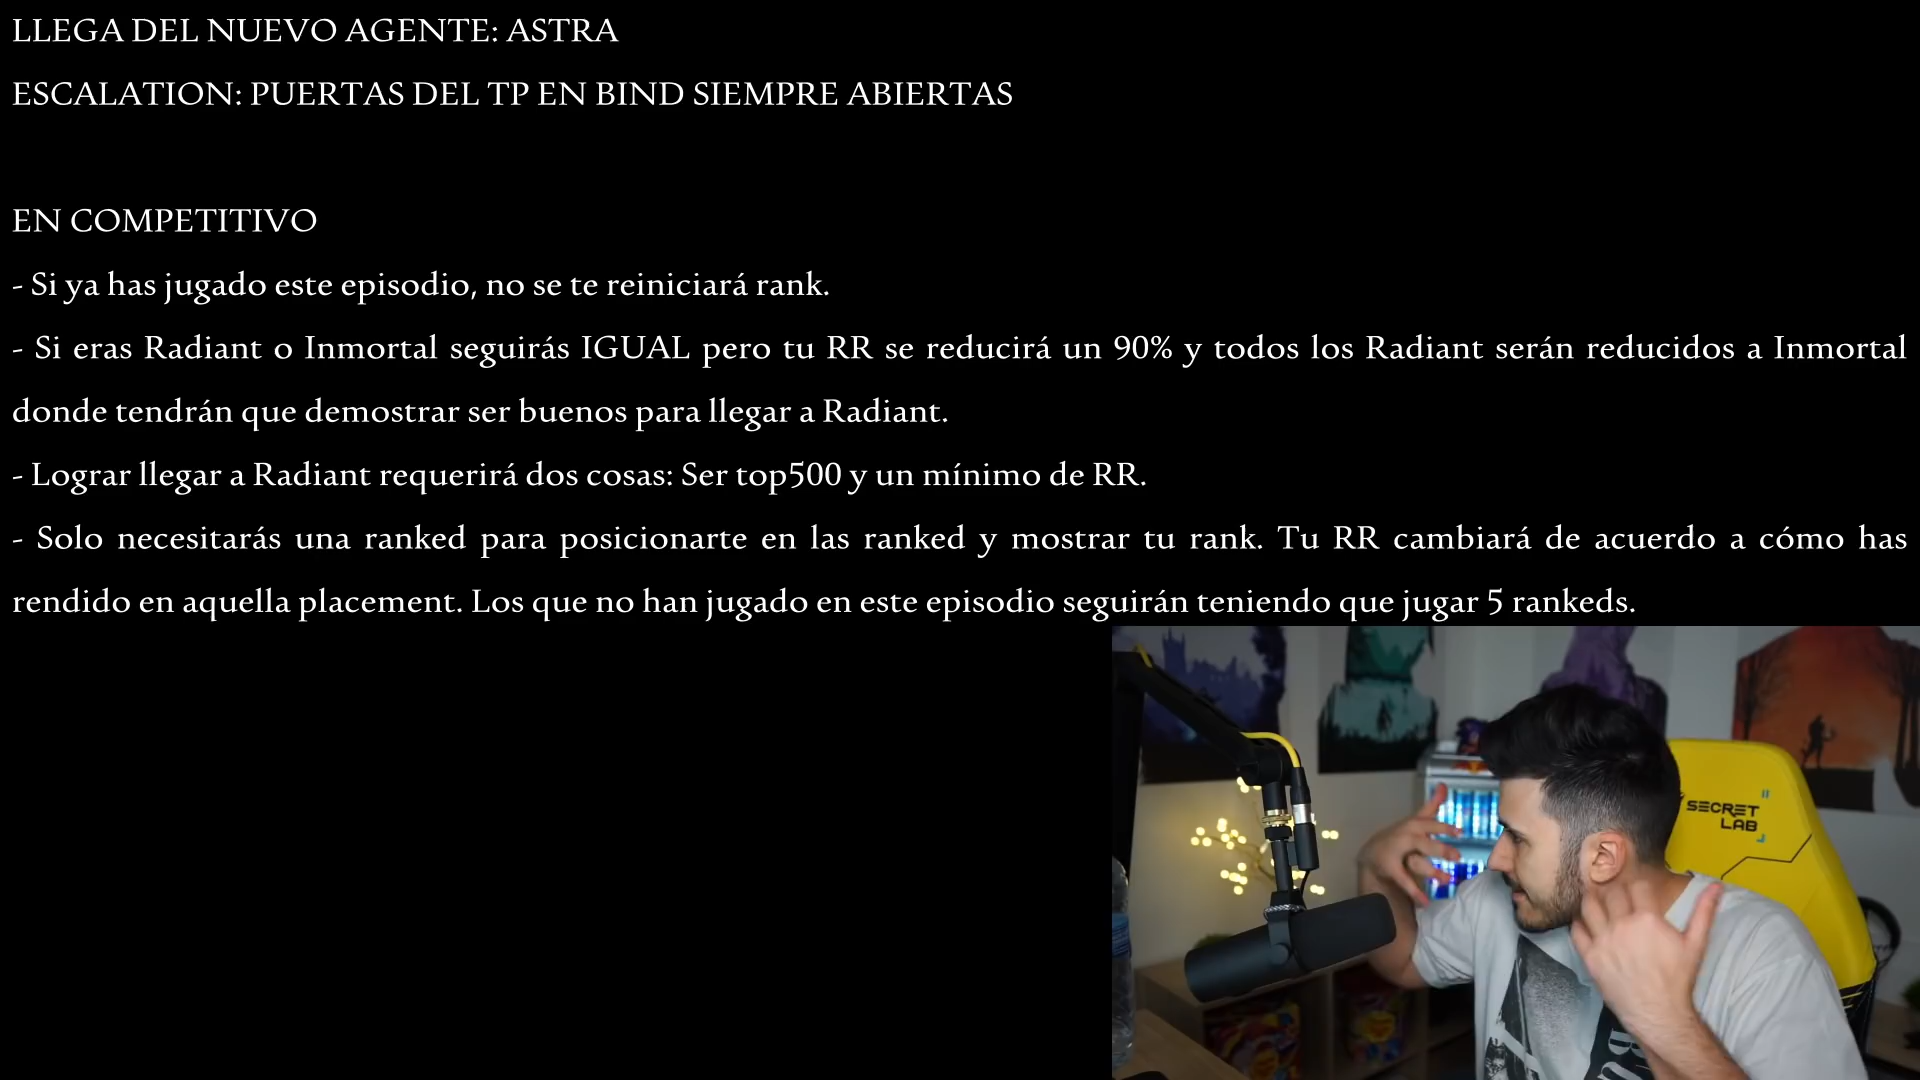 LLEGA DEL NUEVO AGENTE: ASTRA
ESCALATION: PUERTAS DEL TP EN BIND SIEMPRE ABIERTAS
EN COMPETITIVO
- Si ya has jugado este episodio, no se te reiniciará rank.
- Si eras Radiant o Inmortal seguirás IGUAL pero tu RR se reducirá un 90% y todos los Radiant serán reducidos a Inmortal
donde tendrán que demostrar ser buenos para llegar a Radiant.
- Lograr llegar a Radiant requerirá dos cosas: Ser top500 y un mínimo de RR.
- Solo necesitarás una ranked para posicionarte en las ranked y mostrar tu rank. Tu RR cambiará de acuerdo a cómo has
rendido en aquella placement. Los que no han jugado en este episodio seguirán teniendo que jugar 5 rankeds.
SECRET
LAB